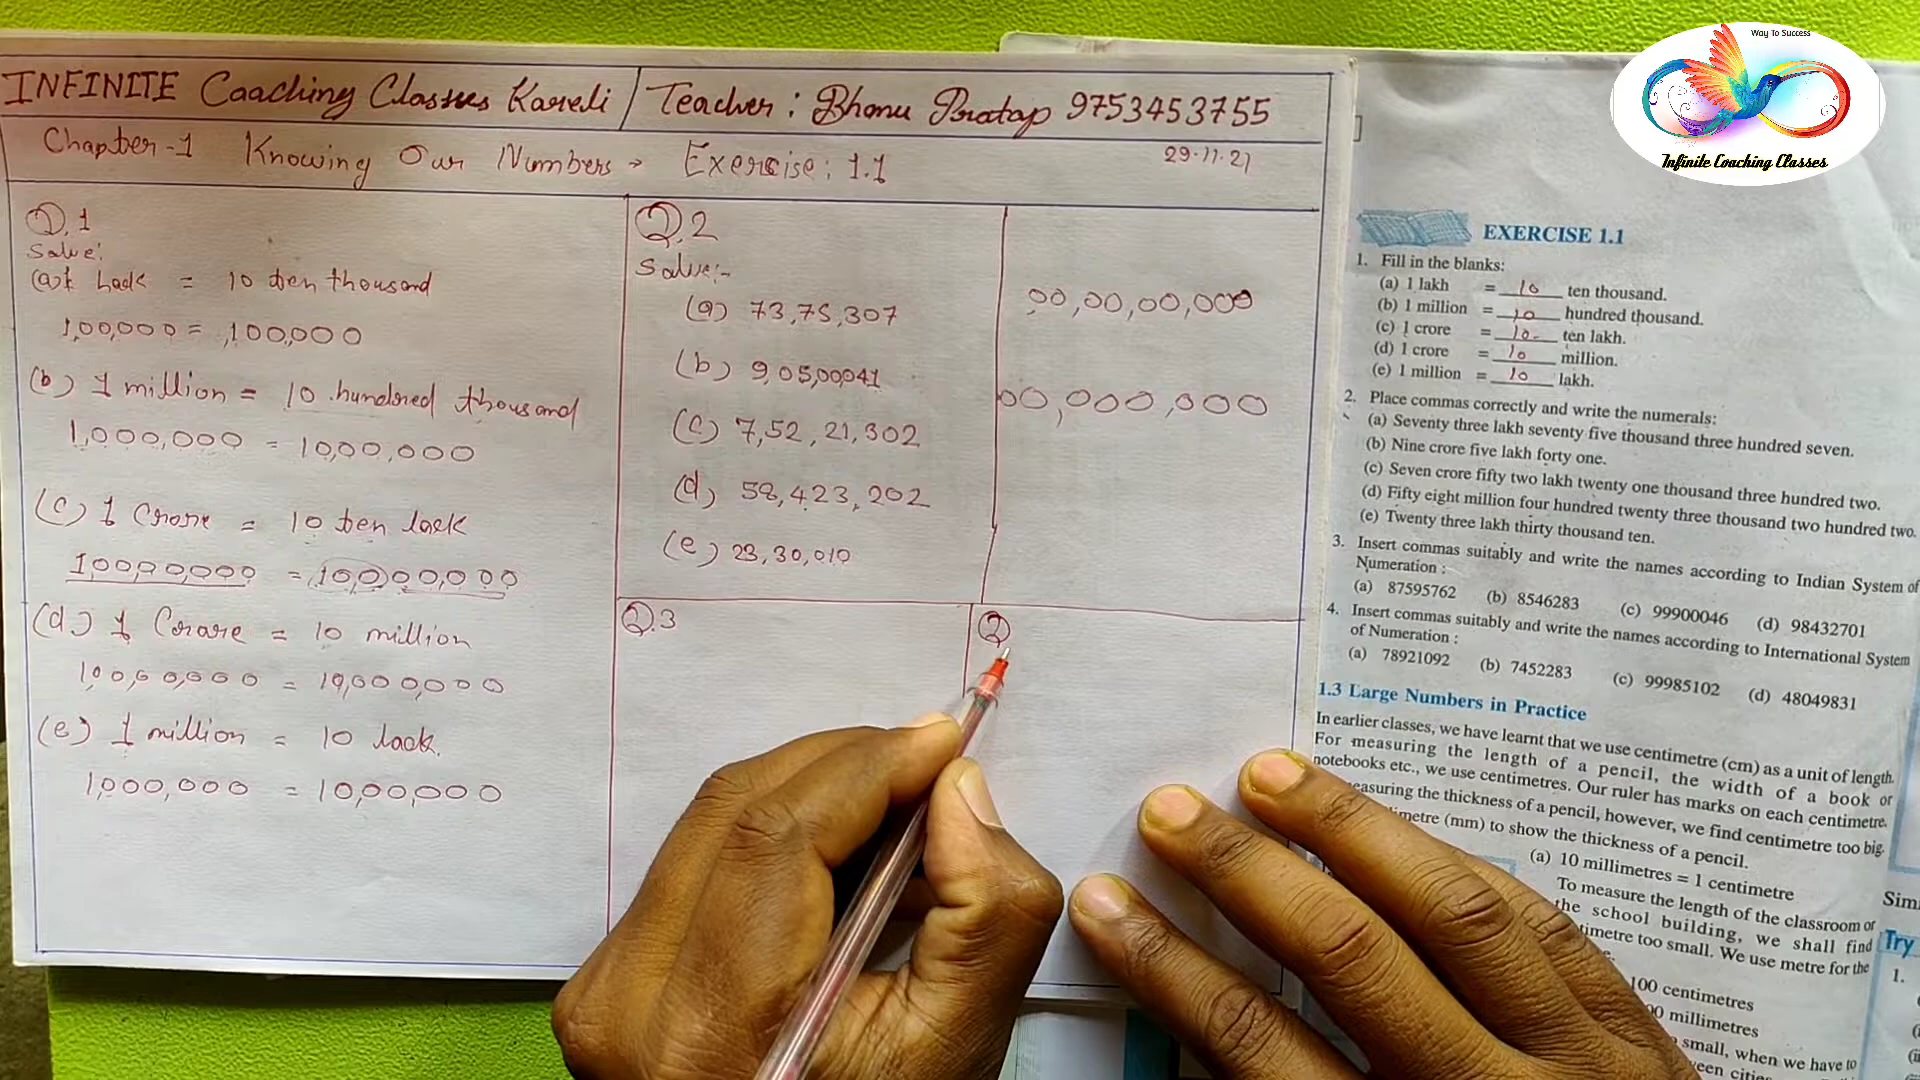 INFINITE Coaching Classes Kareli / Teacher : Bhanu Pratap 9753453755
Chapter-1 Knowing Our Numbers → Exercise: 1.1
29.11.21
Q.1
Solve:
(a) 1 Lack = 10 ten thousand
1,00,000 = 100,000
(b) 1 million = 10 hundred thousand
1,000,000 = 10,00,000
(c) 1 Crore = 10 ten lack
1,00,00,000 = 10,0000,000
(d) 1 Crore = 10 million
1,00,00,000 = 10,000,000
(e) 1 million = 10 lack.
1,000,000 = 10,00,000
Q.2
Solve:-
(a) 73,75,307
(b) 9,05,00,041
(c) 7,52,21,302
(d) 58,423,202
(e) 23,30,010
00,00,00,000
00,000,000
Q.3
Q
Way To Success
Infinite Coaching Classes
EXERCISE 1.1
1. Fill in the blanks:
(a) 1 lakh = 10 ten thousand.
(b) 1 million = 10 hundred thousand.
(c) 1 crore = 10 ten lakh.
(d) 1 crore = 10 million.
(e) 1 million = 10 lakh.
2. Place commas correctly and write the numerals:
(a) Seventy three lakh seventy five thousand three hundred seven.
(b) Nine crore five lakh forty one.
(c) Seven crore fifty two lakh twenty one thousand three hundred two.
(d) Fifty eight million four hundred twenty three thousand two hundred two.
(e) Twenty three lakh thirty thousand ten.
3. Insert commas suitably and write the names according to Indian System of
Numeration :
(a) 87595762 (b) 8546283 (c) 99900046 (d) 98432701
4. Insert commas suitably and write the names according to International System
of Numeration :
(a) 78921092 (b) 7452283 (c) 99985102 (d) 48049831
1.3 Large Numbers in Practice
In earlier classes, we have learnt that we use centimetre (cm) as a unit of length.
For measuring the length of a pencil, the width of a book or
notebooks etc., we use centimetres. Our ruler has marks on each centimetre.
measuring the thickness of a pencil, however, we find centimetre too big.
metre (mm) to show the thickness of a pencil.
(a) 10 millimetres = 1 centimetre
To measure the length of the classroom or
the school building, we shall find
timetre too small. We use metre for the
100 centimetres
00 millimetres
small, when we have to
Sim
Try
1.